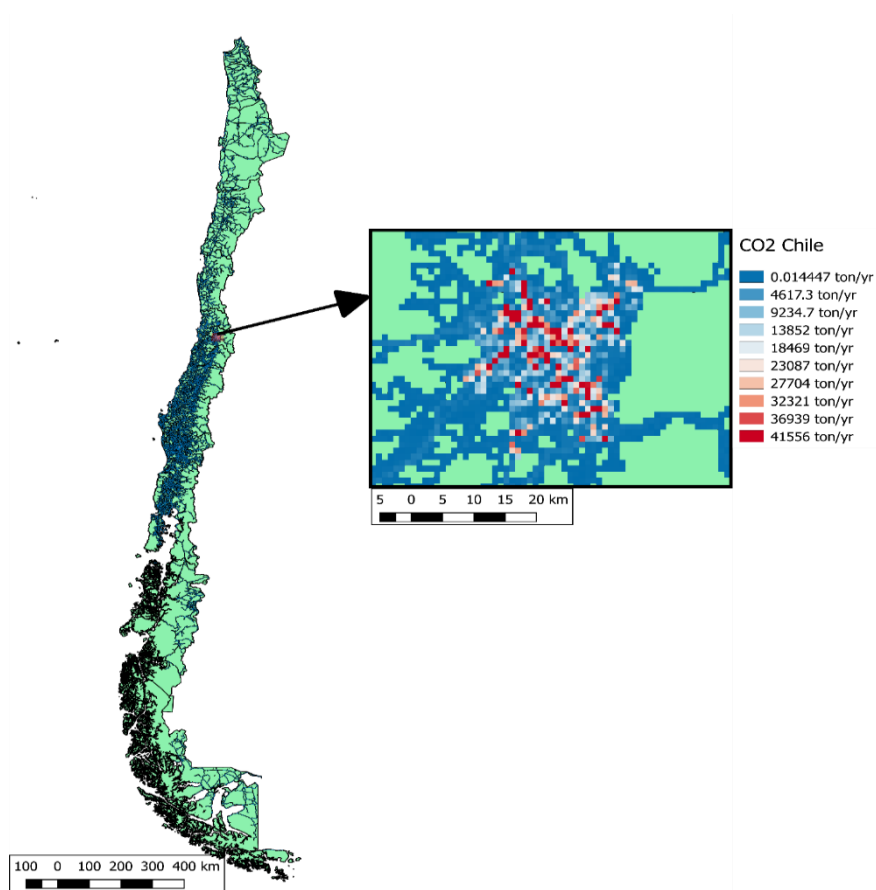 CO2 Chile
0.014447 ton/yr
4617.3 ton/yr
9234.7 ton/yr
13852 ton/yr
18469 ton/yr
23087 ton/yr
27704 ton/yr
32321 ton/yr
36939 ton/yr
41556 ton/yr
5 0 5 10 15 20 km
100 0 100 200 300 400 km